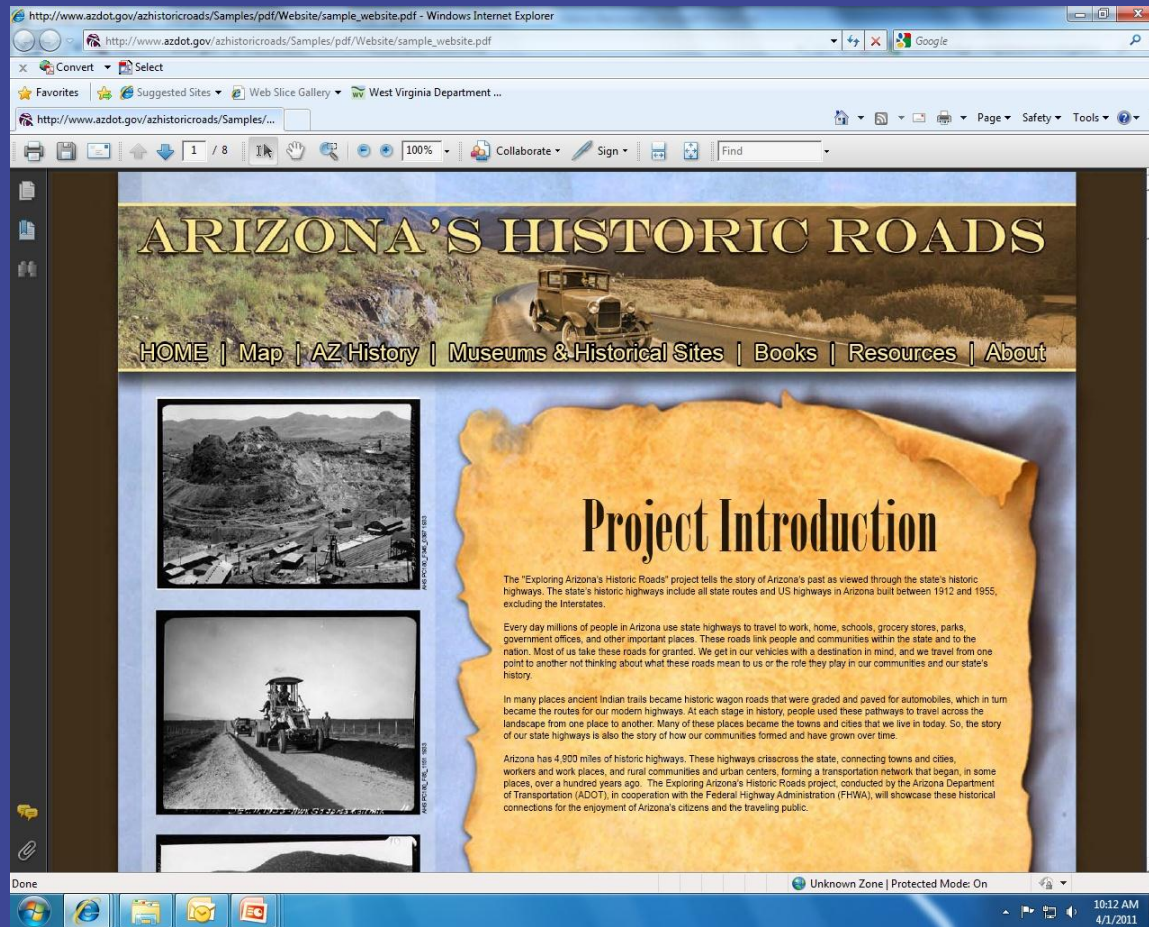 http://www.azdot.gov/azhistoricroads/Samples/pdf/Website/sample_website.pdf - Windows Internet Explorer
http://www.azdot.gov/azhistoricroads/Samples/pdf/Website/sample_website.pdf
Google
x Convert Select
Favorites Suggested Sites Web Slice Gallery West Virginia Department ...
http://www.azdot.gov/azhistoricroads/Samples/...
Page Safety Tools
1 / 8 100% Collaborate Sign Find
ARIZONA'S HISTORIC ROADS
HOME | Map | AZ History | Museums & Historical Sites | Books | Resources | About
Project Introduction
The "Exploring Arizona's Historic Roads" project tells the story of Arizona's past as viewed through the state's historic
highways. The state's historic highways include all state routes and US highways in Arizona built between 1912 and 1955,
excluding the Interstates.
Every day millions of people in Arizona use state highways to travel to work, home, schools, grocery stores, parks,
government offices, and other important places. These roads link people and communities within the state and to the
nation. Most of us take these roads for granted. We get in our vehicles with a destination in mind, and we travel from one
point to another not thinking about what these roads mean to us or the role they play in our communities and our state's
history.
In many places ancient Indian trails became historic wagon roads that were graded and paved for automobiles, which in turn
became the routes for our modern highways. At each stage in history, people used these pathways to travel across the
landscape from one place to another. Many of these places became the towns and cities that we live in today. So, the story
of our state highways is also the story of how our communities formed and have grown over time.
Arizona has 4,900 miles of historic highways. These highways crisscross the state, connecting towns and cities,
workers and work places, and rural communities and urban centers, forming a transportation network that began, in some
places, over a hundred years ago. The Exploring Arizona's Historic Roads project, conducted by the Arizona Department
of Transportation (ADOT), in cooperation with the Federal Highway Administration (FHWA), will showcase these historical
connections for the enjoyment of Arizona's citizens and the traveling public.
Done
Unknown Zone | Protected Mode: On
10:12 AM
4/1/2011